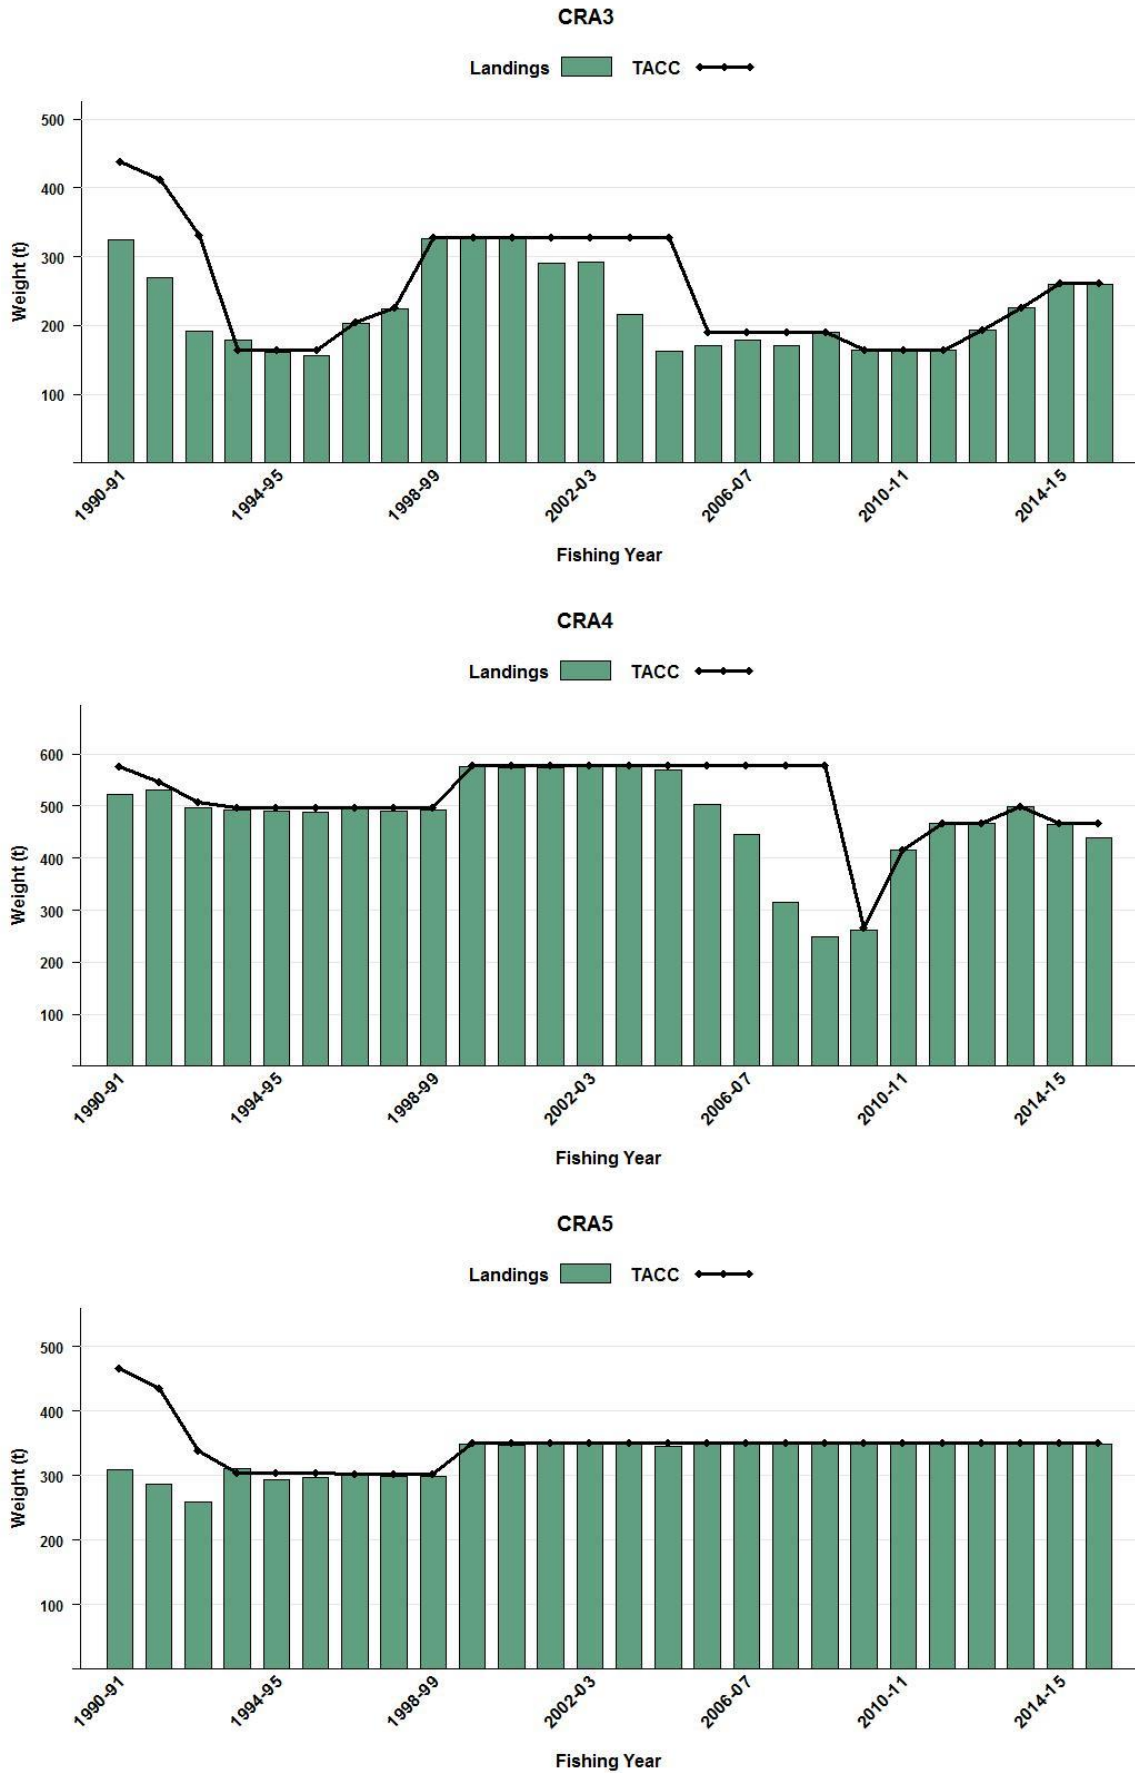 CRA3
Landings TACC
500
400
300
200
100
Weight (t)
1990-91 1994-95 1998-99 2002-03 2006-07 2010-11 2014-15
Fishing Year
CRA4
Landings TACC
600
500
400
300
200
100
Weight (t)
1990-91 1994-95 1998-99 2002-03 2006-07 2010-11 2014-15
Fishing Year
CRA5
Landings TACC
500
400
300
200
100
Weight (t)
1990-91 1994-95 1998-99 2002-03 2006-07 2010-11 2014-15
Fishing Year